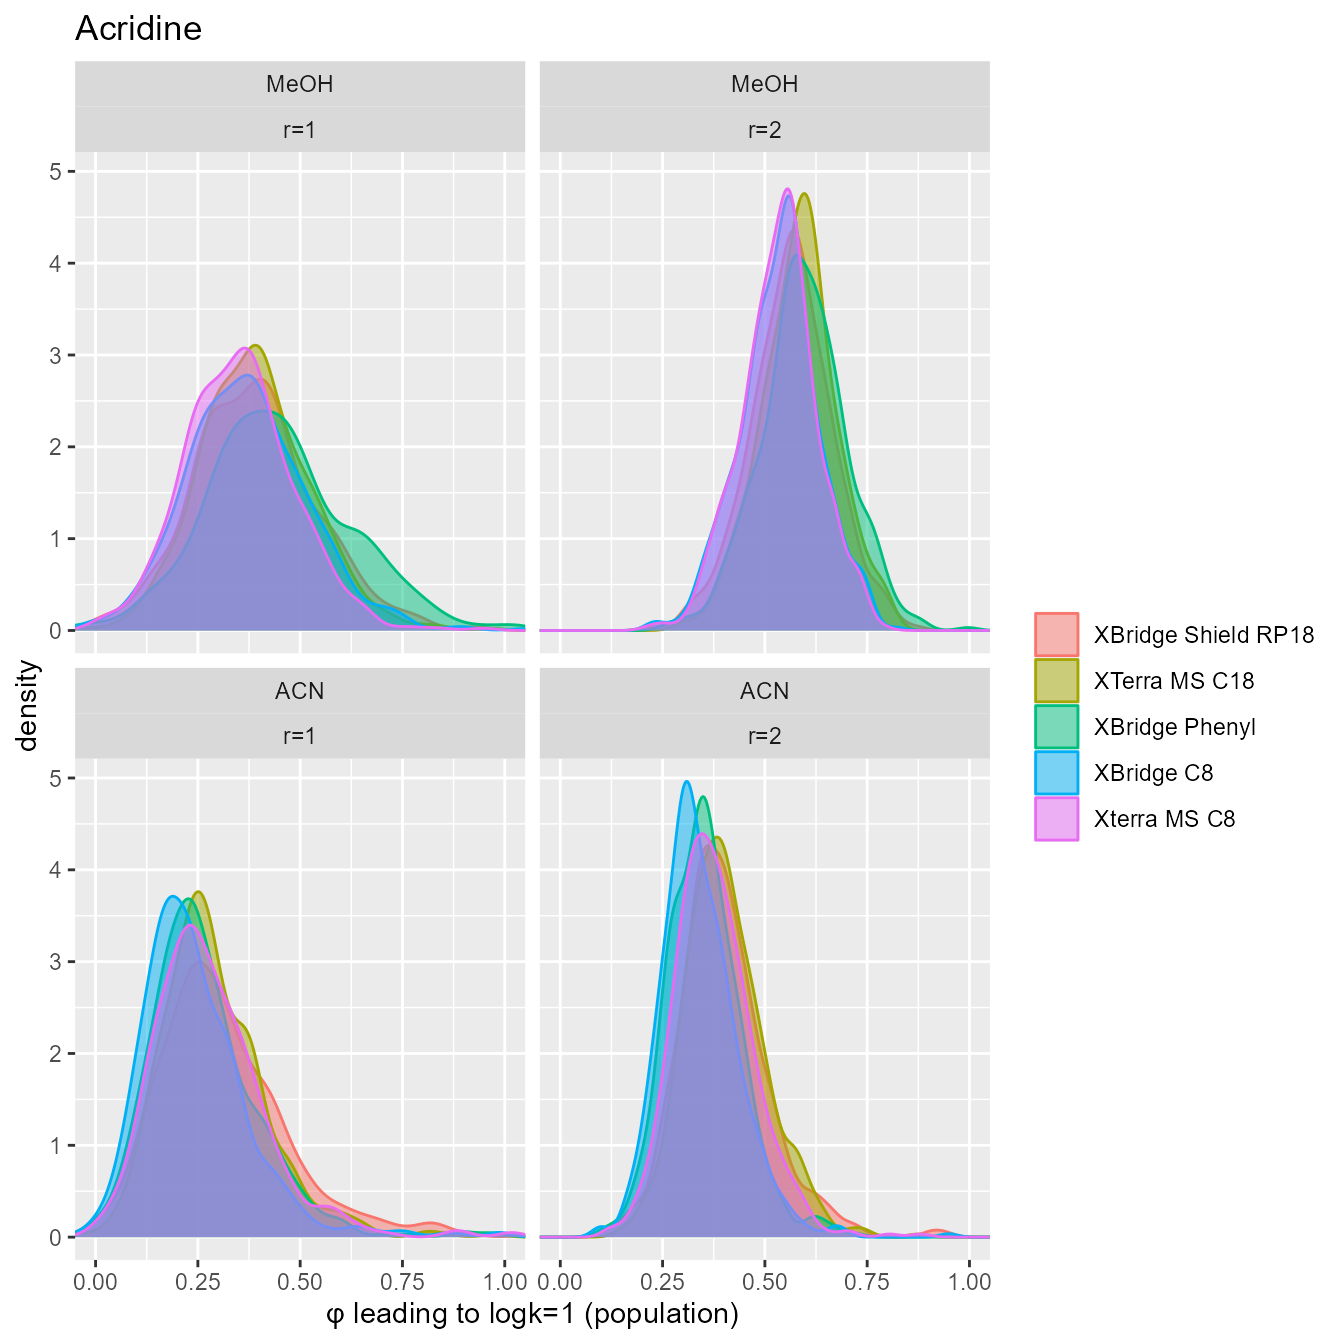 Acridine
MeOH
MeOH
r=1
r=2
5
4
3
2
1
0
ACN
ACN
r=1
r=2
5
4
3
2
1
0
0.00 0.25 0.50 0.75 1.00
0.00 0.25 0.50 0.75 1.00
φ leading to logk=1 (population)
density
XBridge Shield RP18
XTerra MS C18
XBridge Phenyl
XBridge C8
Xterra MS C8